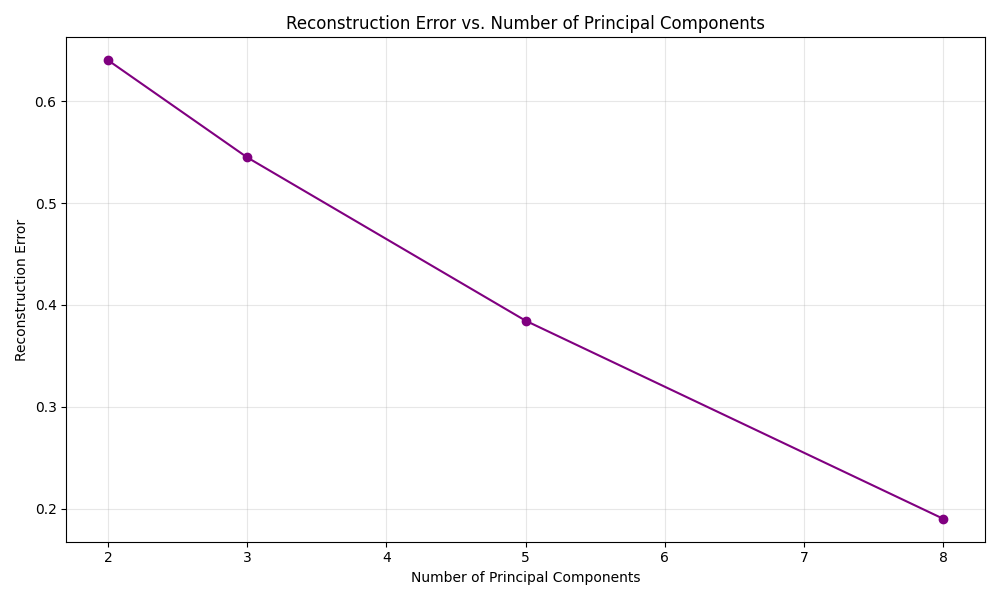 Reconstruction Error vs. Number of Principal Components
Reconstruction Error
0.6
0.5
0.4
0.3
0.2
2 3 4 5 6 7 8
Number of Principal Components